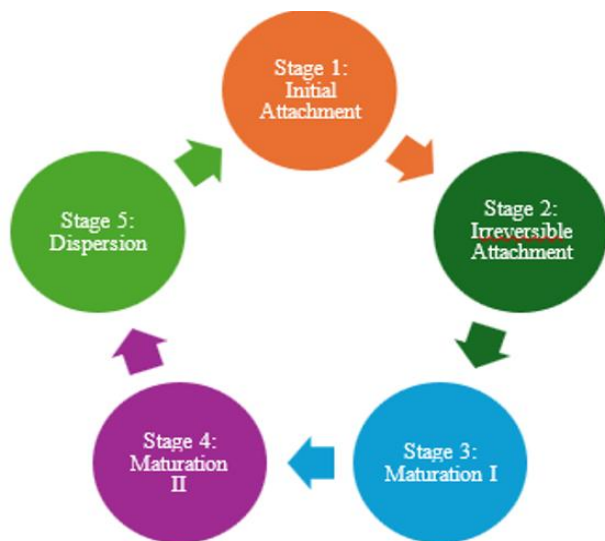 Stage 1:
Initial
Attachment
Stage 2:
Irreversible
Attachment
Stage 3:
Maturation I
Stage 4:
Maturation
II
Stage 5:
Dispersion